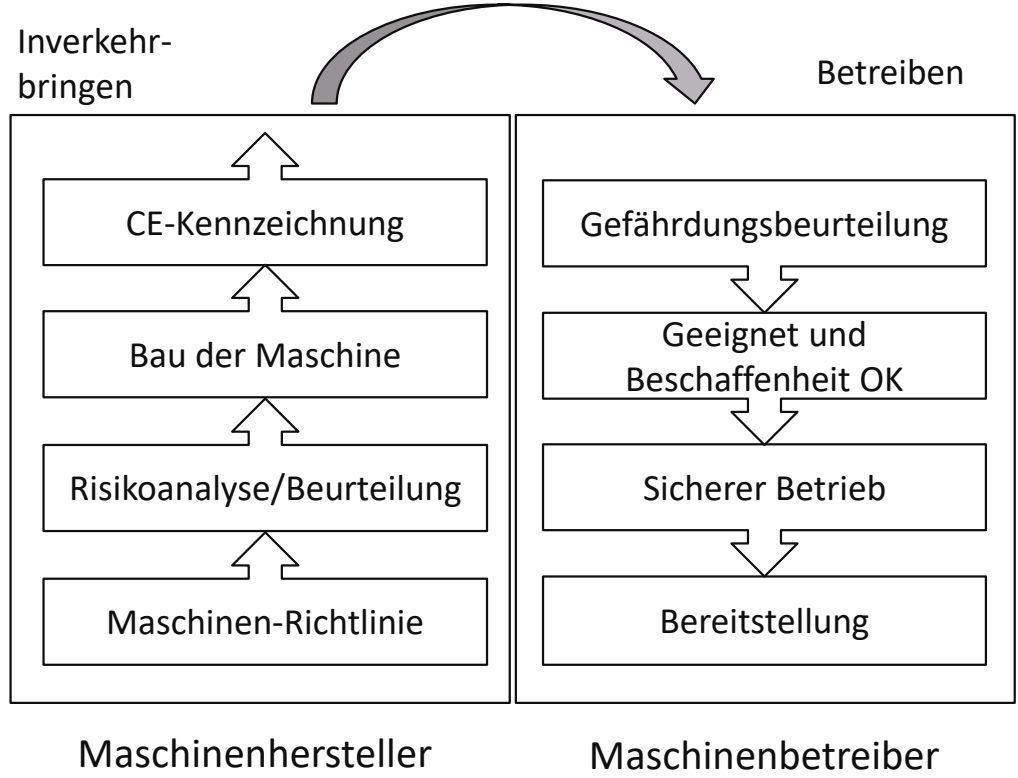 Inverkehr-
bringen
Betreiben
CE-Kennzeichnung
Bau der Maschine
Risikoanalyse/Beurteilung
Maschinen-Richtlinie
Gefährdungsbeurteilung
Geeignet und
Beschaffenheit OK
Sicherer Betrieb
Bereitstellung
Maschinenhersteller
Maschinenbetreiber